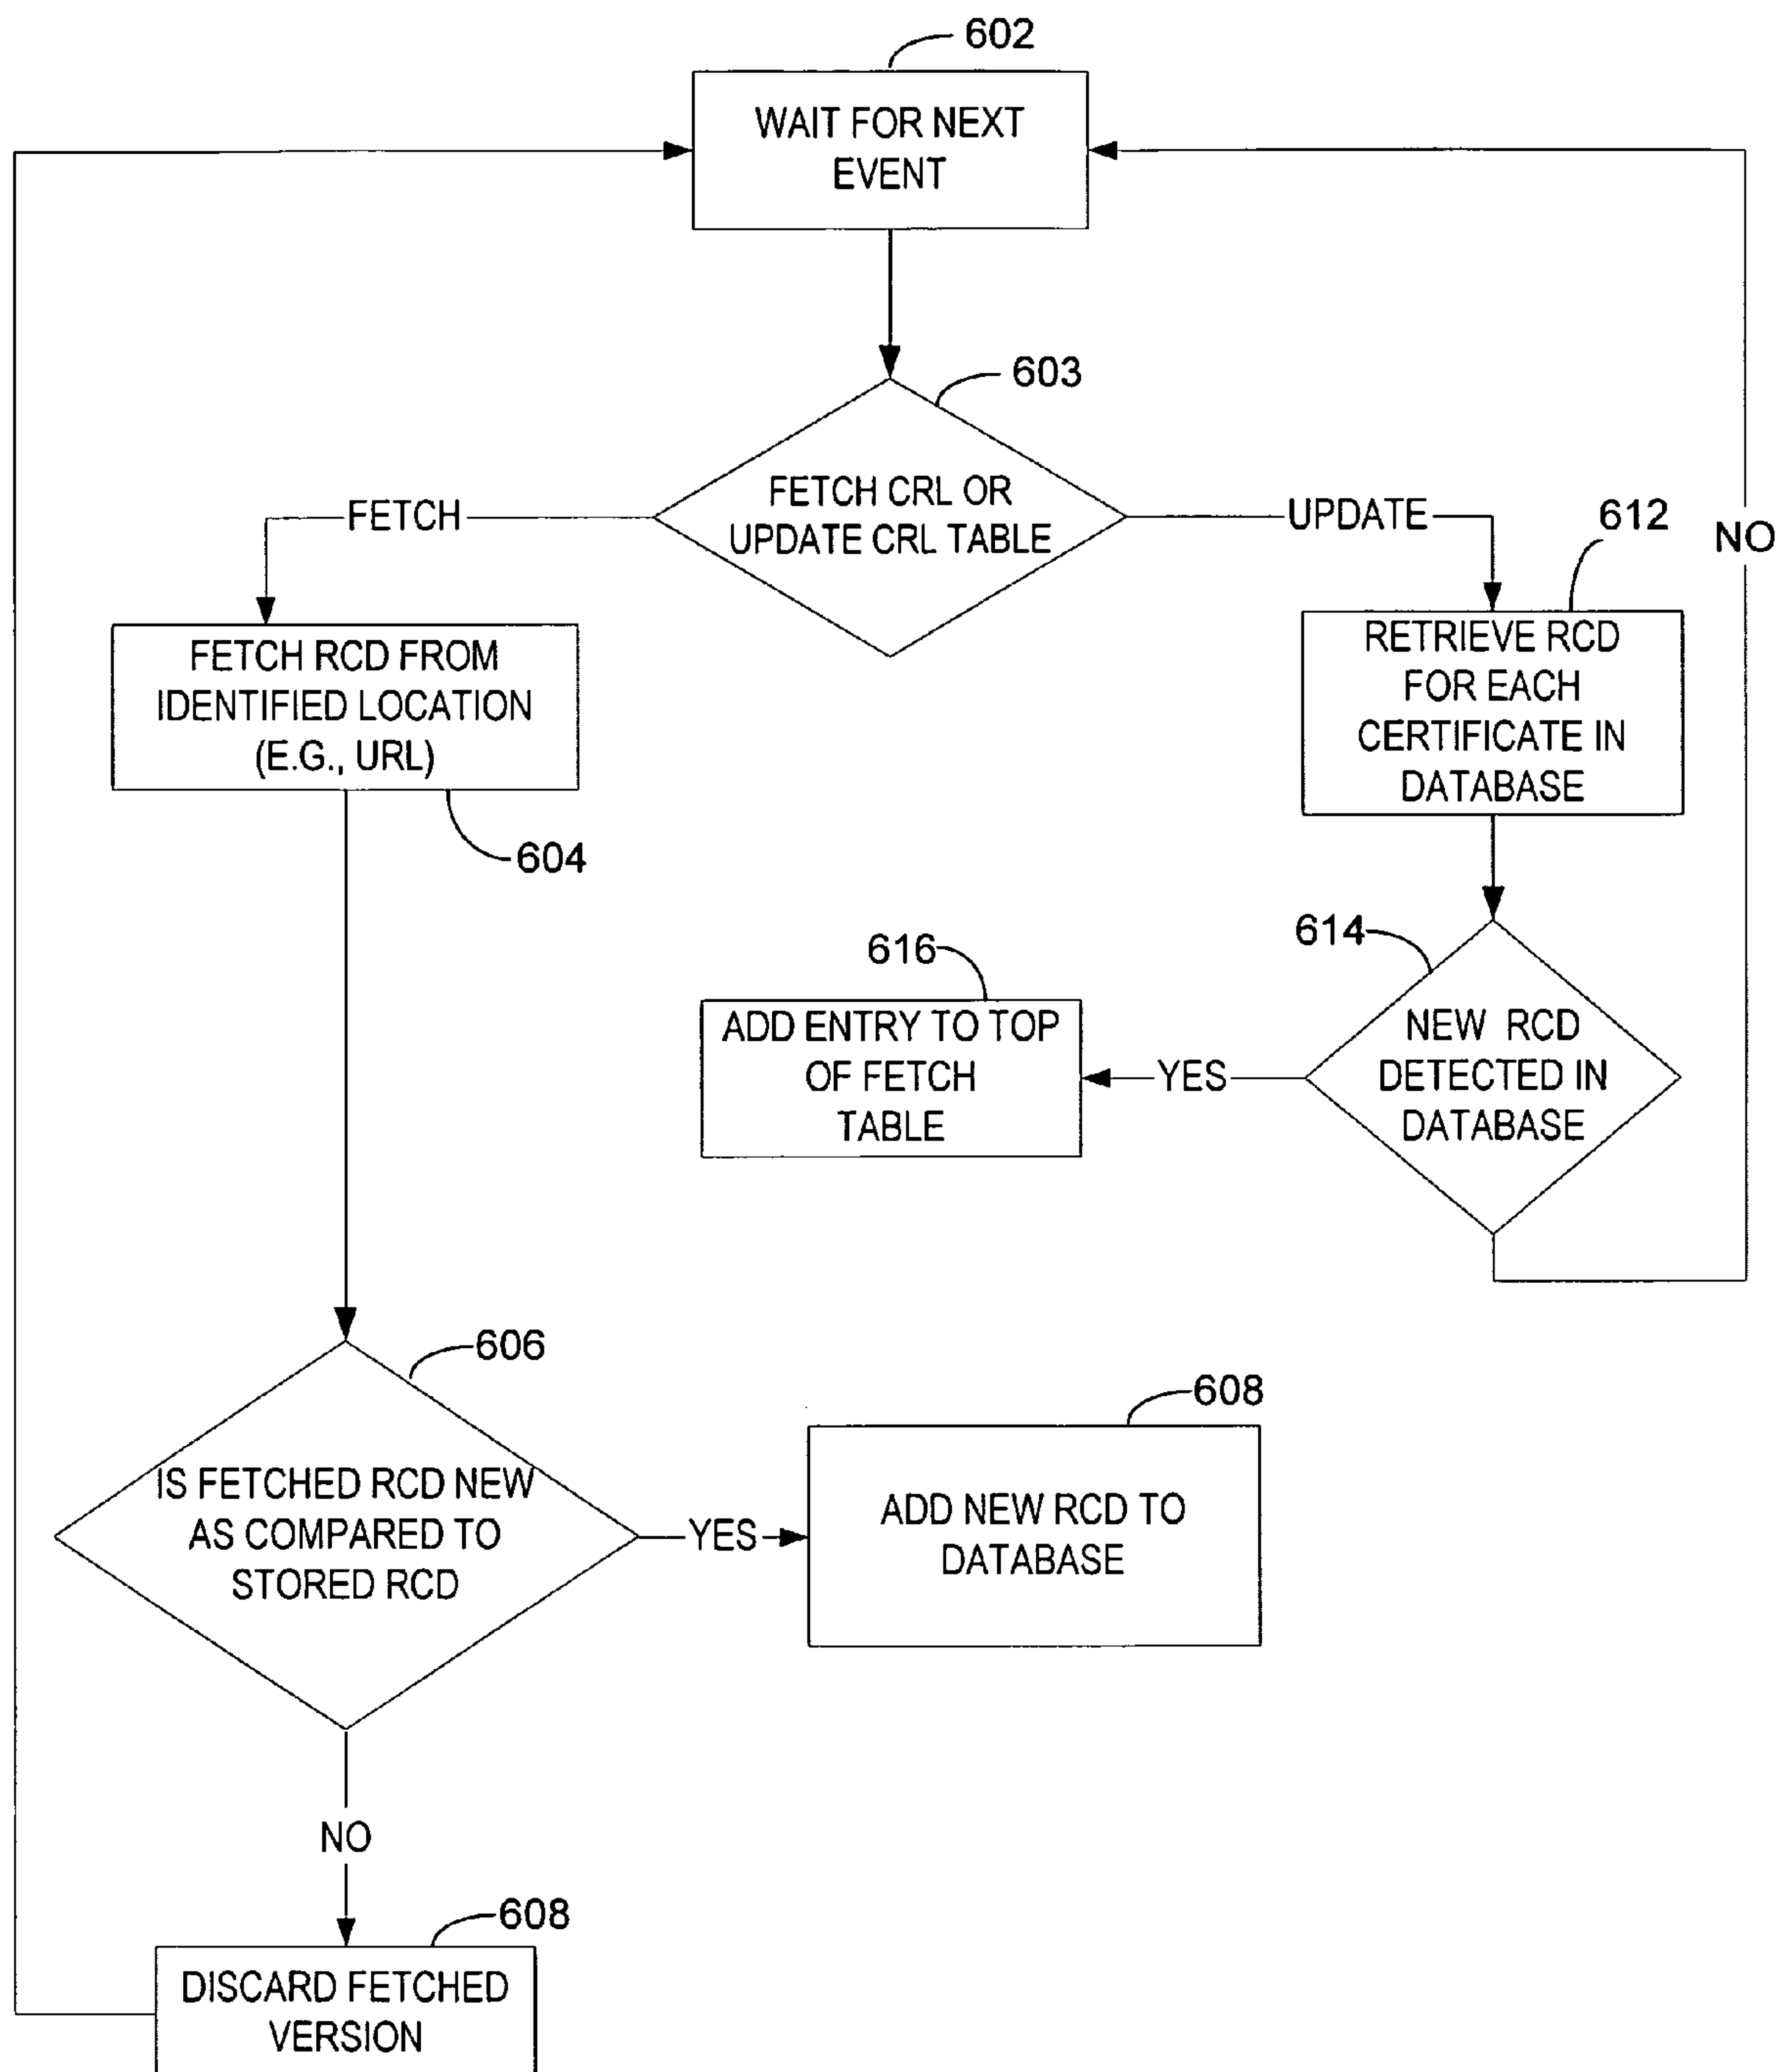 602
WAIT FOR NEXT
EVENT
603
FETCH CRL OR
UPDATE CRL TABLE
FETCH
UPDATE
612
NO
FETCH RCD FROM
IDENTIFIED LOCATION
(E.G., URL)
604
RETRIEVE RCD
FOR EACH
CERTIFICATE IN
DATABASE
614
616
ADD ENTRY TO TOP
OF FETCH
TABLE
YES
NEW RCD
DETECTED IN
DATABASE
606
IS FETCHED RCD NEW
AS COMPARED TO
STORED RCD
YES
608
ADD NEW RCD TO
DATABASE
NO
608
DISCARD FETCHED
VERSION